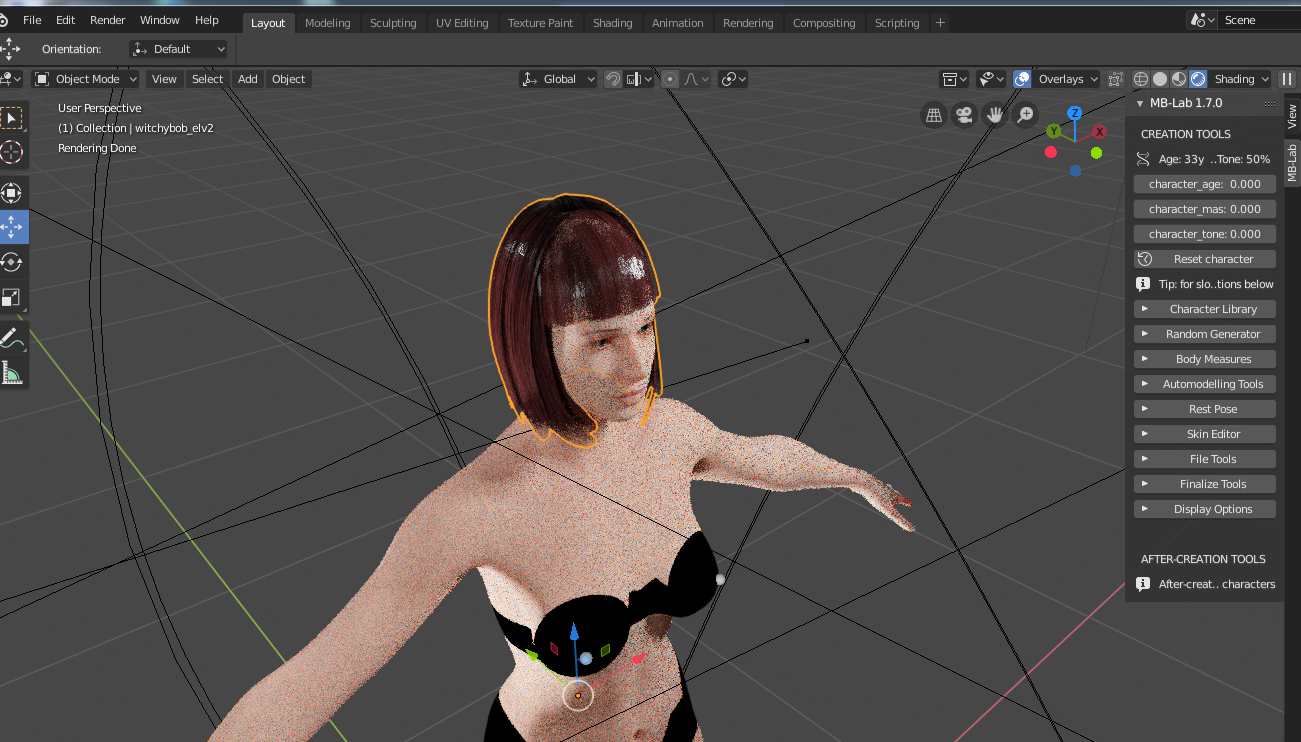 File Edit Render Window Help Layout Modeling Sculpting UV Editing Texture Paint Shading Animation Rendering Compositing Scripting + Scene
Orientation: Default
Object Mode View Select Add Object Global Overlays Shading
User Perspective
(1) Collection | witchybob_elv2
Rendering Done
Z
Y
X
MB-Lab 1.7.0
View
MB-Lab
CREATION TOOLS
Age: 33y ..Tone: 50%
character_age: 0.000
character_mas: 0.000
character_tone: 0.000
Reset character
Tip: for slo..tions below
Character Library
Random Generator
Body Measures
Automodelling Tools
Rest Pose
Skin Editor
File Tools
Finalize Tools
Display Options
AFTER-CREATION TOOLS
After-creat.. characters